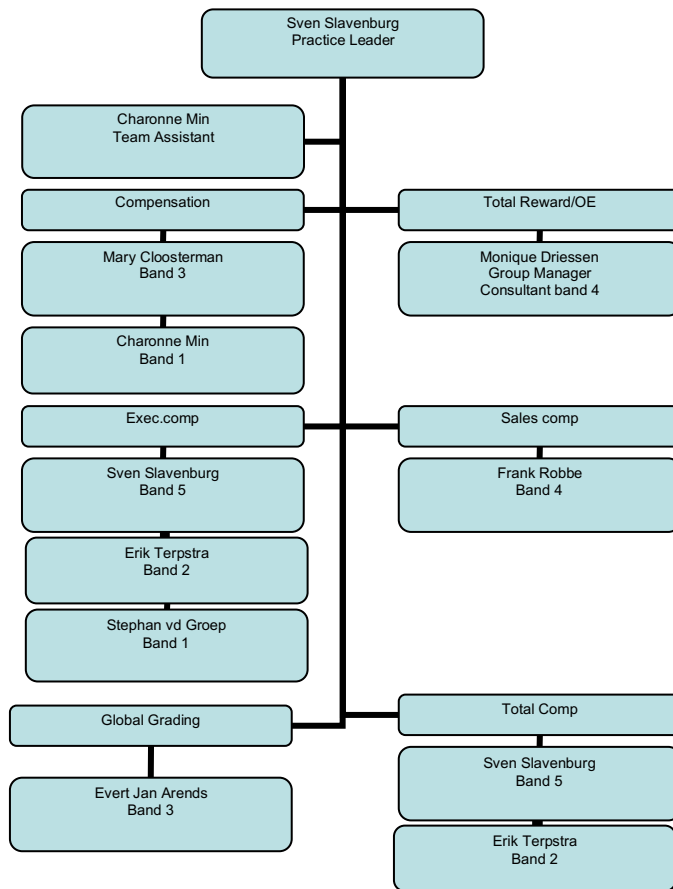 Sven Slavenburg
Practice Leader
Charonne Min
Team Assistant
Compensation
Total Reward/OE
Mary Cloosterman
Band 3
Monique Driessen
Group Manager
Consultant band 4
Charonne Min
Band 1
Exec.comp
Sales comp
Sven Slavenburg
Band 5
Frank Robbe
Band 4
Erik Terpstra
Band 2
Stephan vd Groep
Band 1
Global Grading
Total Comp
Evert Jan Arends
Band 3
Sven Slavenburg
Band 5
Erik Terpstra
Band 2